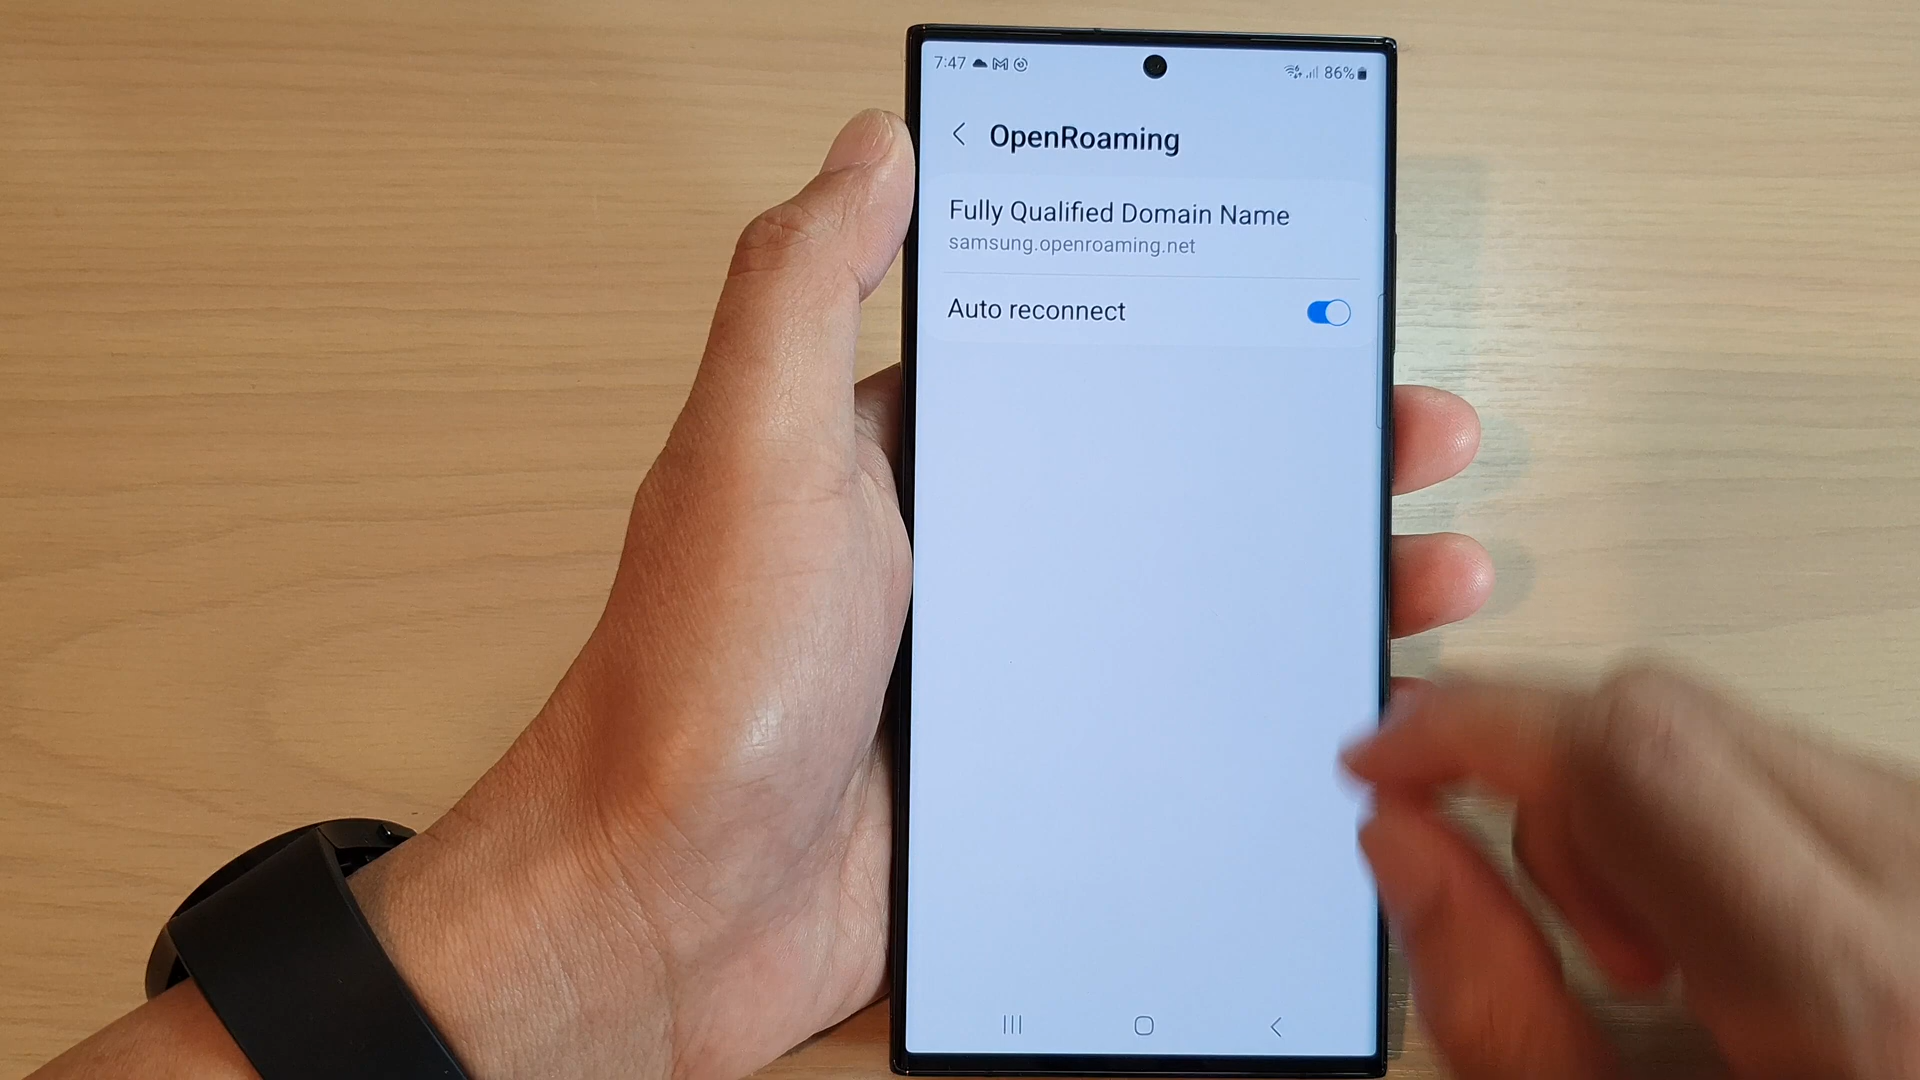 7:47
86%
OpenRoaming
Fully Qualified Domain Name
samsung.openroaming.net
Auto reconnect